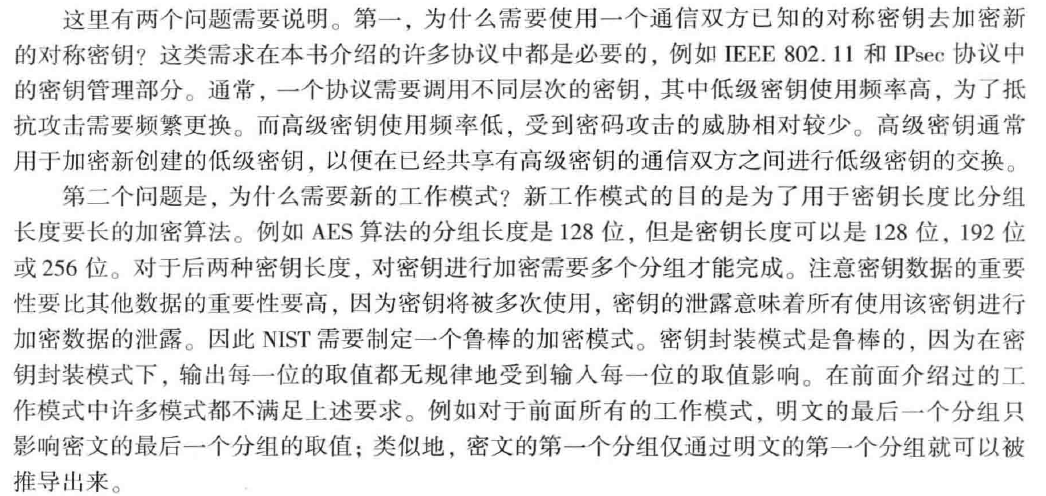 这里有两个问题需要说明。第一，为什么需要使用一个通信双方已知的对称密钥去加密新
的对称密钥？这类需求在本书介绍的许多协议中都是必要的，例如 IEEE 802.11 和 IPsec 协议中
的密钥管理部分。通常，一个协议需要调用不同层次的密钥，其中低级密钥使用频率高，为了抵
抗攻击需要频繁更换。而高级密钥使用频率低，受到密码攻击的威胁相对较少。高级密钥通常
用于加密新创建的低级密钥，以便在已经共享有高级密钥的通信双方之间进行低级密钥的交换。
第二个问题是，为什么需要新的工作模式？新工作模式的目的是为了用于密钥长度比分组
长度要长的加密算法。例如 AES 算法的分组长度是 128 位，但是密钥长度可以是 128 位，192 位
或 256 位。对于后两种密钥长度，对密钥进行加密需要多个分组才能完成。注意密钥数据的重要
性要比其他数据的重要性要高，因为密钥将被多次使用，密钥的泄露意味着所有使用该密钥进行
加密数据的泄露。因此 NIST 需要制定一个鲁棒的加密模式。密钥封装模式是鲁棒的，因为在密
钥封装模式下，输出每一位的取值都无规律地受到输入每一位的取值影响。在前面介绍过的工
作模式中许多模式都不满足上述要求。例如对于前面所有的工作模式，明文的最后一个分组只
影响密文的最后一个分组的取值；类似地，密文的第一个分组仅通过明文的第一个分组就可以被
推导出来。